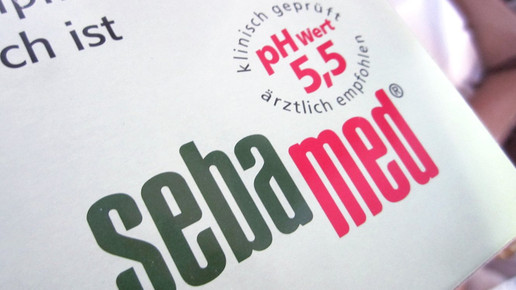 ch ist
klinisch geprüft
pH Wert
5,5
ärztlich empfohlen
sebamed®